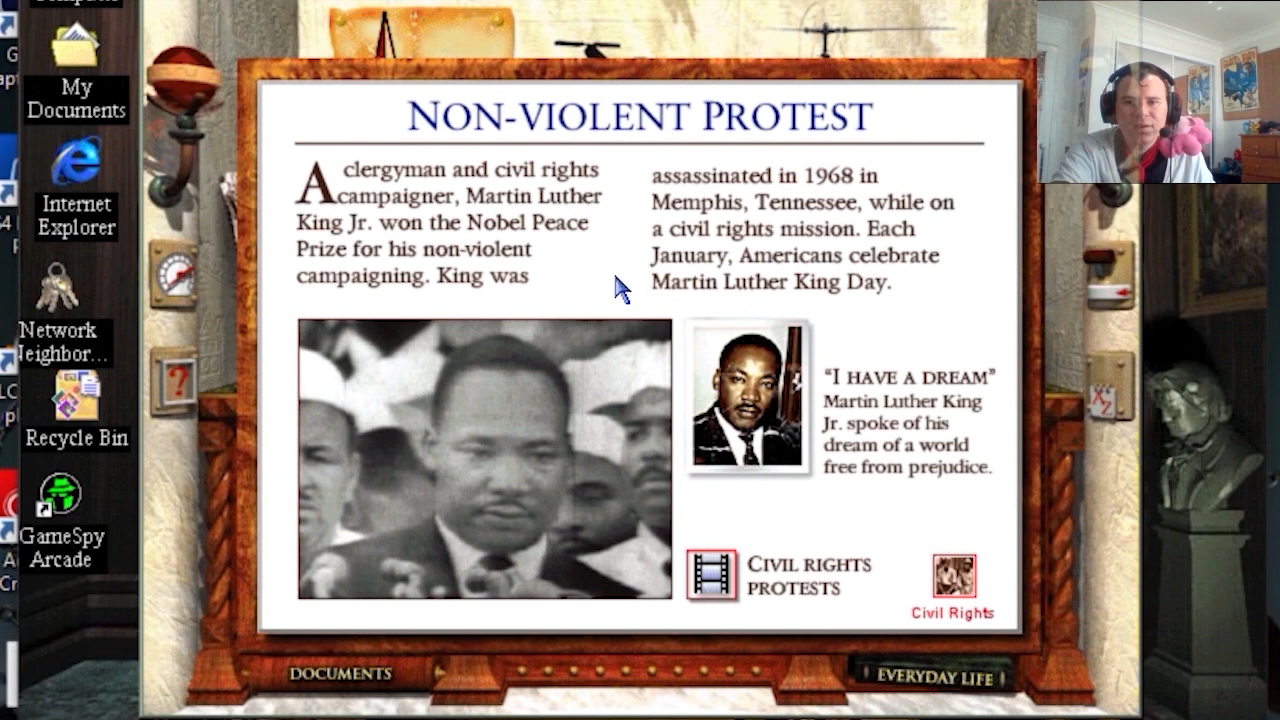 My
Documents
Internet
Explorer
Network
Neighbor...
Recycle Bin
GameSpy
Arcade
NON-VIOLENT PROTEST
A clergyman and civil rights
campaigner, Martin Luther
King Jr. won the Nobel Peace
Prize for his non-violent
campaigning. King was
assassinated in 1968 in
Memphis, Tennessee, while on
a civil rights mission. Each
January, Americans celebrate
Martin Luther King Day.
"I HAVE A DREAM"
Martin Luther King
Jr. spoke of his
dream of a world
free from prejudice.
CIVIL RIGHTS
PROTESTS
Civil Rights
?
X
Z
DOCUMENTS
EVERYDAY LIFE